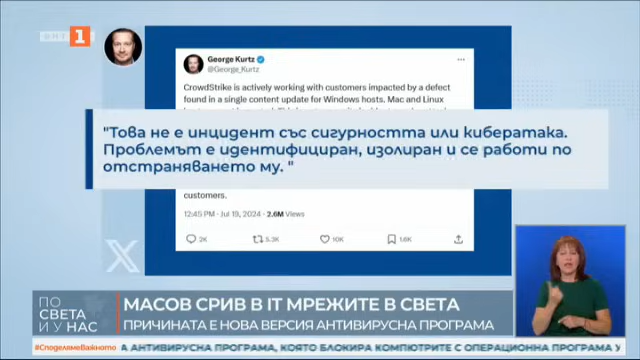 БНТ 1
George Kurtz
@George_Kurtz
CrowdStrike is actively working with customers impacted by a defect
found in a single content update for Windows hosts. Mac and Linux
"Това не е инцидент със сигурността или кибератака.
Проблемът е идентифициран, изолиран и се работи по
отстраняването му. "
customers.
12:45 PM · Jul 19, 2024 · 2.6M Views
2K 5.3K 10K 1.6K
ПО
СВЕТА
И У НАС
МАСОВ СРИВ В IT МРЕЖИТЕ В СВЕТА
ПРИЧИНАТА Е НОВА ВЕРСИЯ АНТИВИРУСНА ПРОГРАМА
#СподелямеВажното
А АНТИВИРУСНА ПРОГРАМА, КОЯТО БЛОКИРА КОМПЮТРИТЕ С ОПЕРАЦИОННА ПРОГРАМА У